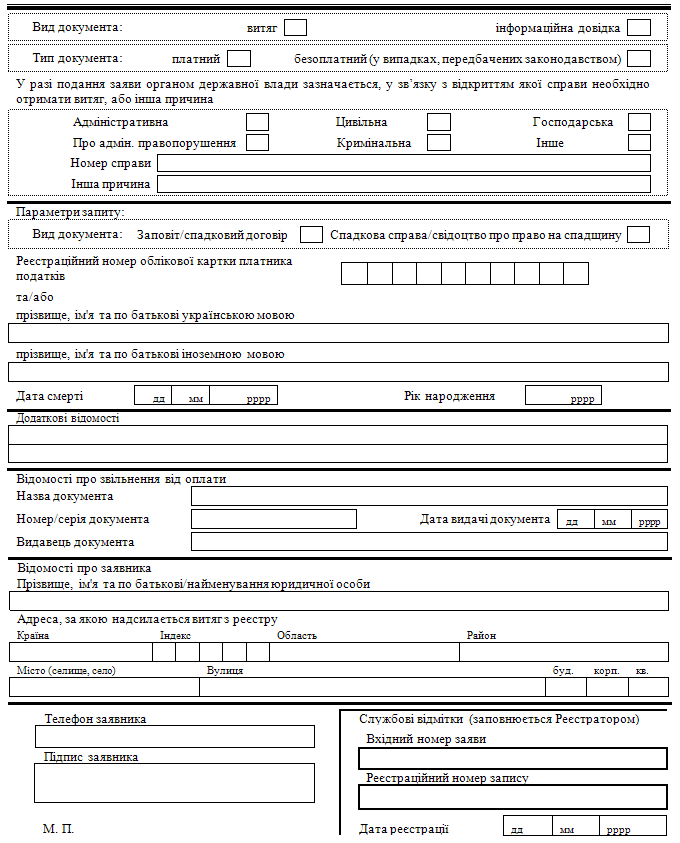 Вид документа: витяг інформаційна довідка
Тип документа: платний безоплатний (у випадках, передбачених законодавством)
У разі подання заяви органом державної влади зазначається, у зв’язку з відкриттям якої справи необхідно
отримати витяг, або інша причина
Адміністративна Цивільна Господарська
Про адмін. правопорушення Кримінальна Інше
Номер справи
Інша причина
Параметри запиту:
Вид документа: Заповіт/спадковий договір Спадкова справа/свідоцтво про право на спадщину
Реєстраційний номер облікової картки платника
податків
та/або
прізвище, ім'я та по батькові українською мовою
прізвище, ім'я та по батькові іноземною мовою
Дата смерті дд мм рррр Рік народження рррр
Додаткові відомості
Відомості про звільнення від оплати
Назва документа
Номер/серія документа Дата видачі документа дд мм рррр
Видавець документа
Відомості про заявника
Прізвище, ім'я та по батькові/найменування юридичної особи
Адреса, за якою надсилається витяг з реєстру
Країна Індекс Область Район
Місто (селище, село) Вулиця буд. корп. кв.
Телефон заявника
Підпис заявника
М. П.
Службові відмітки (заповнюється Реєстратором)
Вхідний номер заяви
Реєстраційний номер запису
Дата реєстрації дд мм рррр